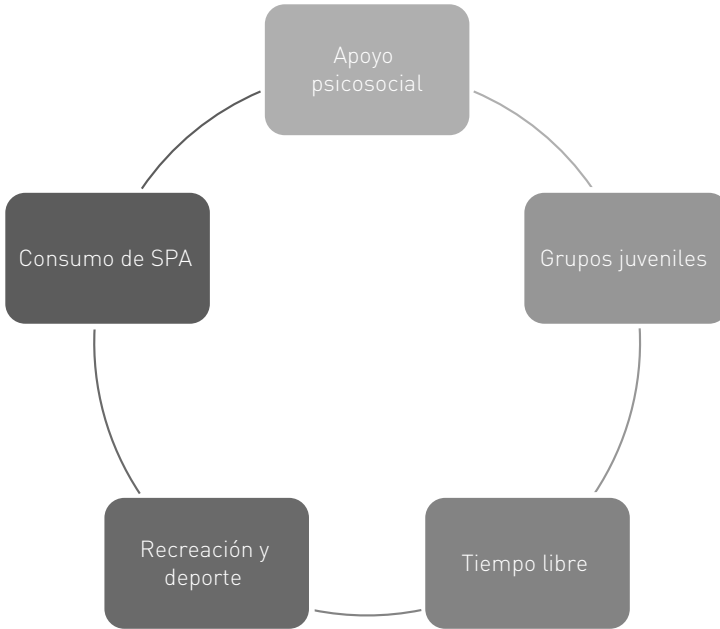 Apoyo
psicosocial
Grupos juveniles
Tiempo libre
Recreación y
deporte
Consumo de SPA